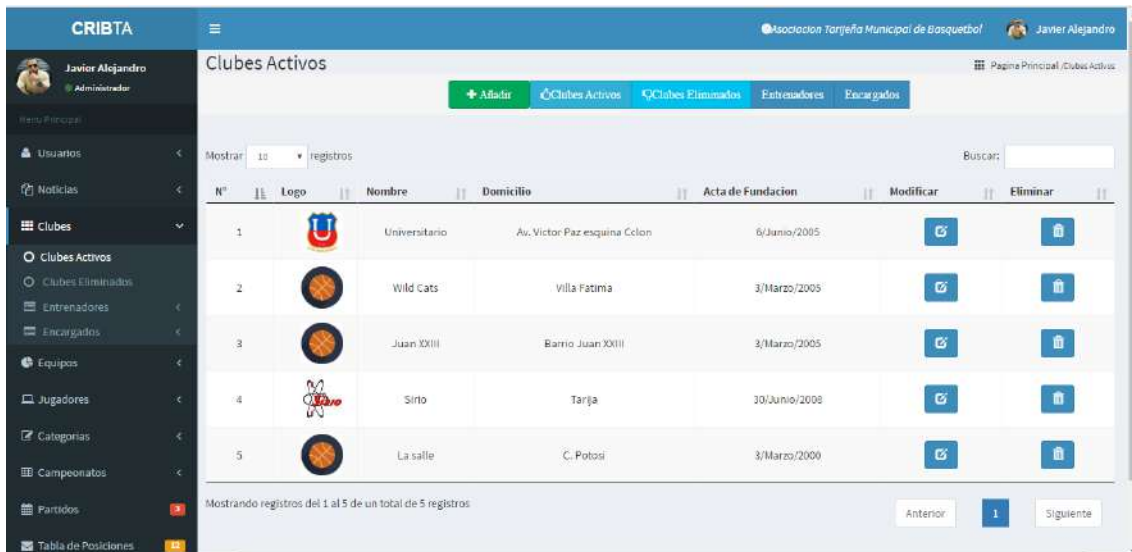 CRIBTA
Asociacion Tarijeña Municipal de Basquetbol
Javier Alejandro
Javier Alejandro
Administrador
Menu Principal
Usuarios
Noticias
Clubes
Clubes Activos
Clubes Eliminados
Entrenadores
Encargados
Equipos
Jugadores
Categorias
Campeonatos
Partidos 3
Tabla de Posiciones 12
Clubes Activos
Pagina Principal /Clubes Activos
Añadir Clubes Activos Clubes Eliminados Entrenadores Encargados
Mostrar 10 registros Buscar:
N° Logo Nombre Domicilio Acta de Fundacion Modificar Eliminar
1 U Universitario Av. Victor Paz esquina Colon 6/Junio/2005
2 Wild Cats Villa Fatima 3/Marzo/2005
3 Juan XXIII Barrio Juan XXIII 3/Marzo/2005
4 Sirio Tarija 30/Junio/2008
5 La salle C. Potosi 3/Marzo/2000
Mostrando registros del 1 al 5 de un total de 5 registros
Anterior 1 Siguiente